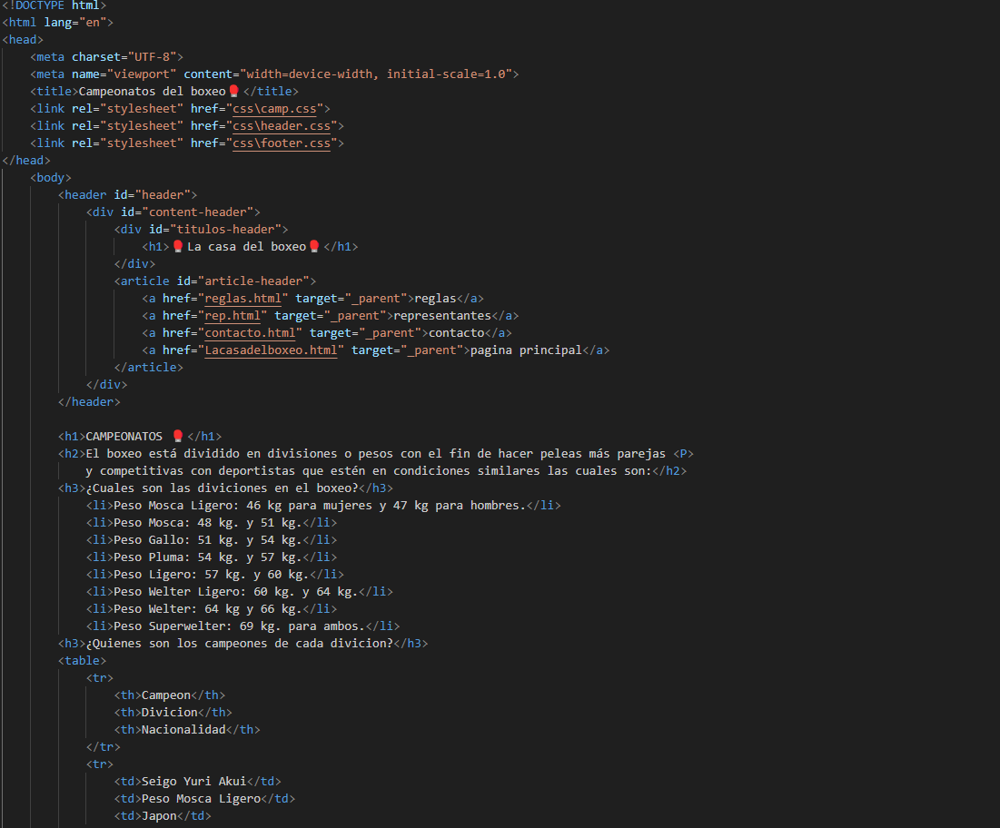 <!DOCTYPE html>
<html lang="en">
<head>
    <meta charset="UTF-8">
    <meta name="viewport" content="width=device-width, initial-scale=1.0">
    <title>Campeonatos del boxeo🥊</title>
    <link rel="stylesheet" href="css\camp.css">
    <link rel="stylesheet" href="css\header.css">
    <link rel="stylesheet" href="css\footer.css">
</head>
    <body>
        <header id="header">
            <div id="content-header">
                <div id="titulos-header">
                    <h1>🥊La casa del boxeo🥊</h1>
                </div>
                <article id="article-header">
                    <a href="reglas.html" target="_parent">reglas</a>
                    <a href="rep.html" target="_parent">representantes</a>
                    <a href="contacto.html" target="_parent">contacto</a>
                    <a href="Lacasadelboxeo.html" target="_parent">pagina principal</a>
                </article>
            </div>
        </header>

        <h1>CAMPEONATOS 🥊</h1>
        <h2>El boxeo está dividido en divisiones o pesos con el fin de hacer peleas más parejas <P>
            y competitivas con deportistas que estén en condiciones similares las cuales son:</h2>
        <h3>¿Cuales son las diviciones en el boxeo?</h3>
            <li>Peso Mosca Ligero: 46 kg para mujeres y 47 kg para hombres.</li>
            <li>Peso Mosca: 48 kg. y 51 kg.</li>
            <li>Peso Gallo: 51 kg. y 54 kg.</li>
            <li>Peso Pluma: 54 kg. y 57 kg.</li>
            <li>Peso Ligero: 57 kg. y 60 kg.</li>
            <li>Peso Welter Ligero: 60 kg. y 64 kg.</li>
            <li>Peso Welter: 64 kg y 66 kg.</li>
            <li>Peso Superwelter: 69 kg. para ambos.</li>
        <h3>¿Quienes son los campeones de cada divicion?</h3>
        <table>
            <tr>
                <th>Campeon</th>
                <th>Divicion</th>
                <th>Nacionalidad</th>
            </tr>
            <tr>
                <td>Seigo Yuri Akui</td>
                <td>Peso Mosca Ligero</td>
                <td>Japon</td>